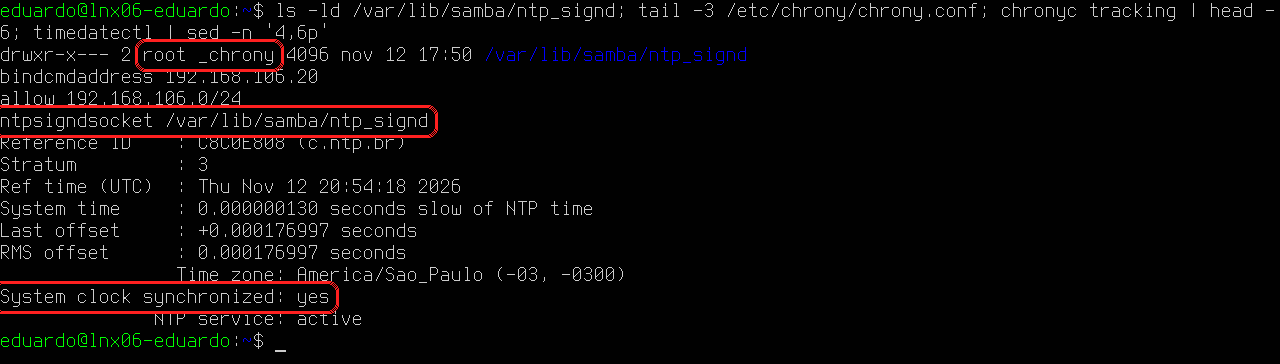 eduardo@lnx06-eduardo:~$ ls -ld /var/lib/samba/ntp_signd; tail -3 /etc/chrony/chrony.conf; chronyc tracking | head -
6; timedatectl | sed -n '4,6p'
drwxr-x--- 2 root _chrony 4096 nov 12 17:50 /var/lib/samba/ntp_signd
bindcmdaddress 192.168.106.20
allow 192.168.106.0/24
ntpsigndsocket /var/lib/samba/ntp_signd
Reference ID    : C8C0E808 (c.ntp.br)
Stratum         : 3
Ref time (UTC)  : Thu Nov 12 20:54:18 2026
System time     : 0.000000130 seconds slow of NTP time
Last offset     : +0.000176997 seconds
RMS offset      : 0.000176997 seconds
Time zone: America/Sao_Paulo (-03, -0300)
System clock synchronized: yes
NTP service: active
eduardo@lnx06-eduardo:~$ _